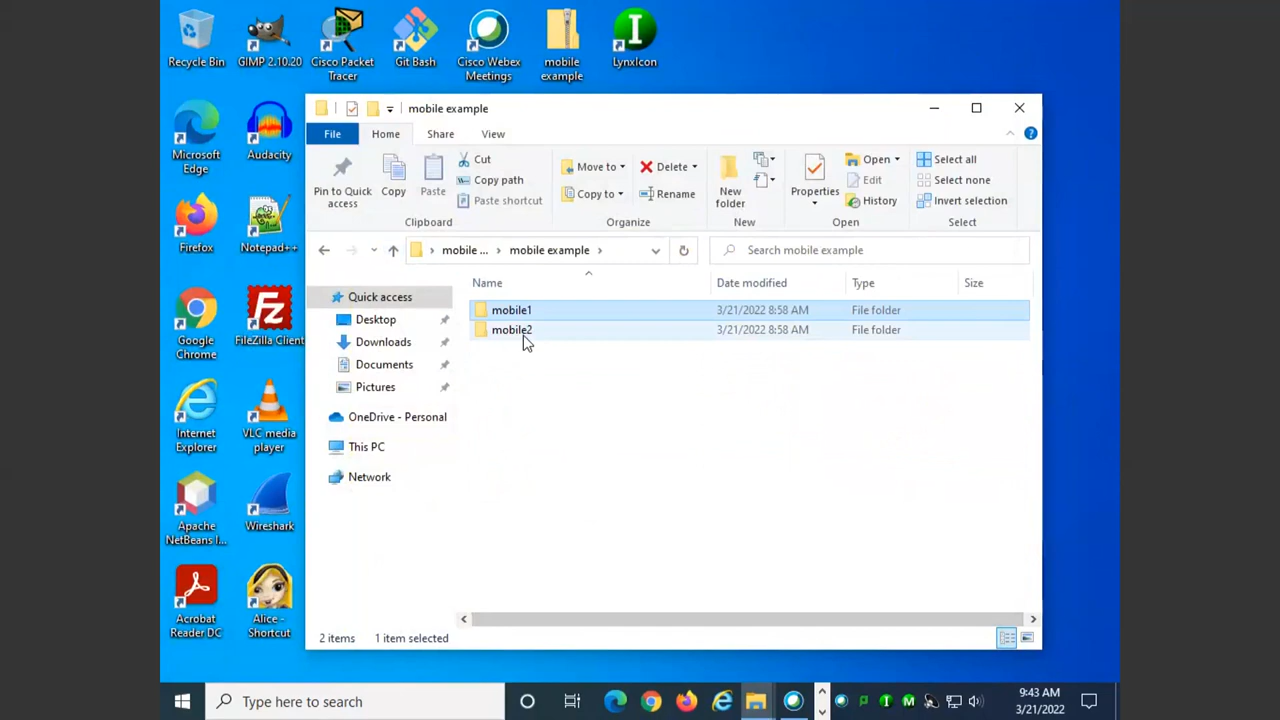 Recycle Bin
GIMP 2.10.20
Cisco Packet
Tracer
Git Bash
Cisco Webex
Meetings
mobile
example
LynxIcon
Microsoft
Edge
Audacity
Firefox
Notepad++
Google
Chrome
FileZilla Client
Internet
Explorer
VLC media
player
Apache
NetBeans I...
Wireshark
Acrobat
Reader DC
Alice -
Shortcut
mobile example
File
Home
Share
View
Pin to Quick
access
Copy
Paste
Cut
Copy path
Paste shortcut
Clipboard
Move to
Copy to
Delete
Rename
Organize
New
folder
New
Properties
Open
Edit
History
Open
Select all
Select none
Invert selection
Select
mobile ...
mobile example
Search mobile example
Name
Date modified
Type
Size
mobile1
3/21/2022 8:58 AM
File folder
mobile2
3/21/2022 8:58 AM
File folder
Quick access
Desktop
Downloads
Documents
Pictures
OneDrive - Personal
This PC
Network
2 items
1 item selected
Type here to search
9:43 AM
3/21/2022